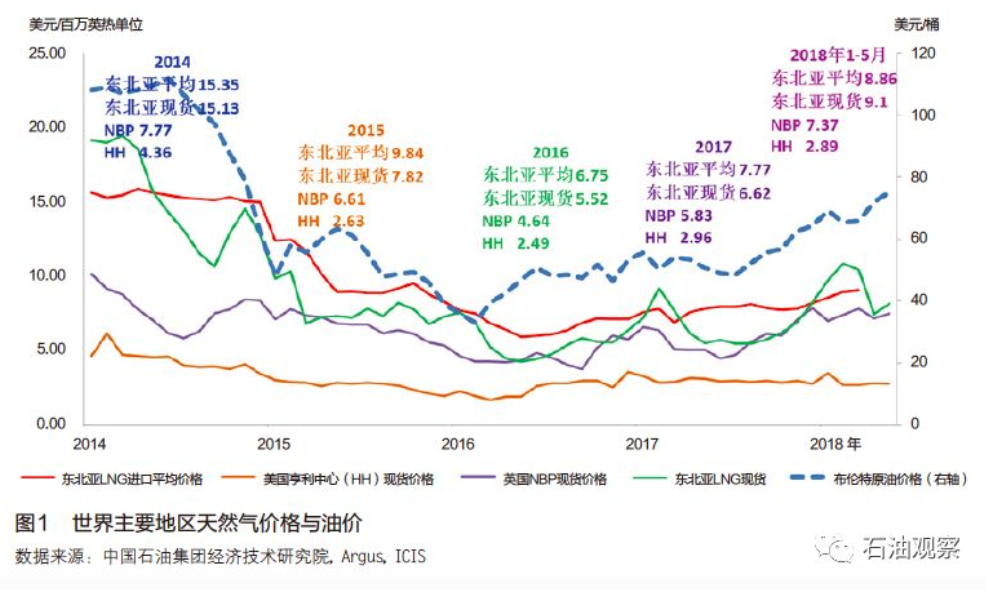 美元/百万英热单位
美元/桶
25.00
20.00
15.00
10.00
5.00
0.00
120
100
80
60
40
20
0
2014
东北亚平均15.35
东北亚现货15.13
NBP 7.77
HH 4.36
2015
东北亚平均9.84
东北亚现货7.82
NBP 6.61
HH 2.63
2016
东北亚平均6.75
东北亚现货5.52
NBP 4.64
HH 2.49
2017
东北亚平均7.77
东北亚现货6.62
NBP 5.83
HH 2.96
2018年1-5月
东北亚平均8.86
东北亚现货9.1
NBP 7.37
HH 2.89
2014
2015
2016
2017
2018年
东北亚LNG进口平均价格
美国亨利中心（HH）现货价格
英国NBP现货价格
东北亚LNG现货
布伦特原油价格（右轴）
图1 世界主要地区天然气价格与油价
数据来源：中国石油集团经济技术研究院, Argus, ICIS
石油观察